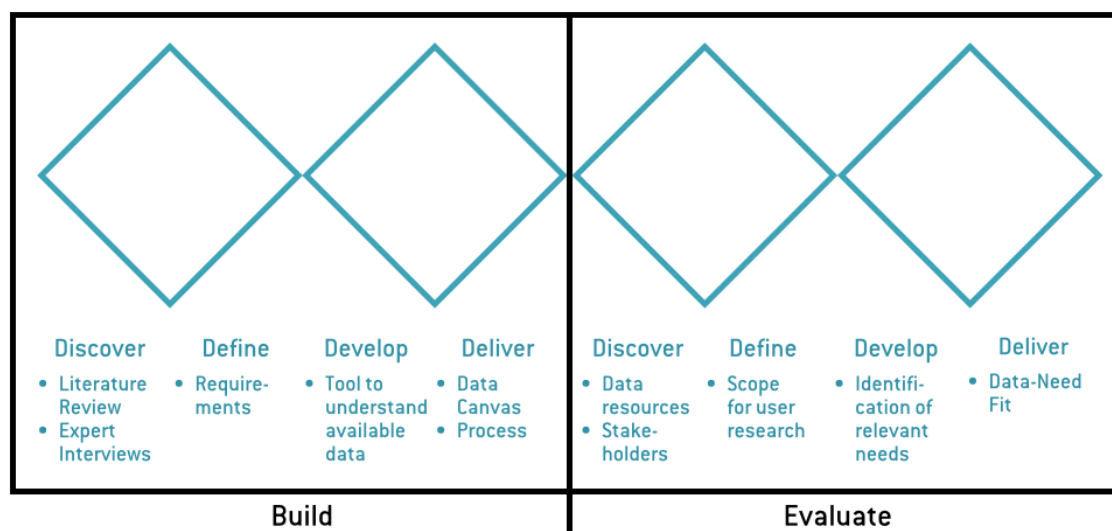 Discover
• Literature
Review
• Expert
Interviews
Define
• Require-
ments
Develop
• Tool to
understand
available
data
Deliver
• Data
Canvas
• Process
Discover
• Data
resources
• Stake-
holders
Define
• Scope
for user
research
Develop
• Identifi-
cation of
relevant
needs
Deliver
• Data-Need
Fit
Build
Evaluate